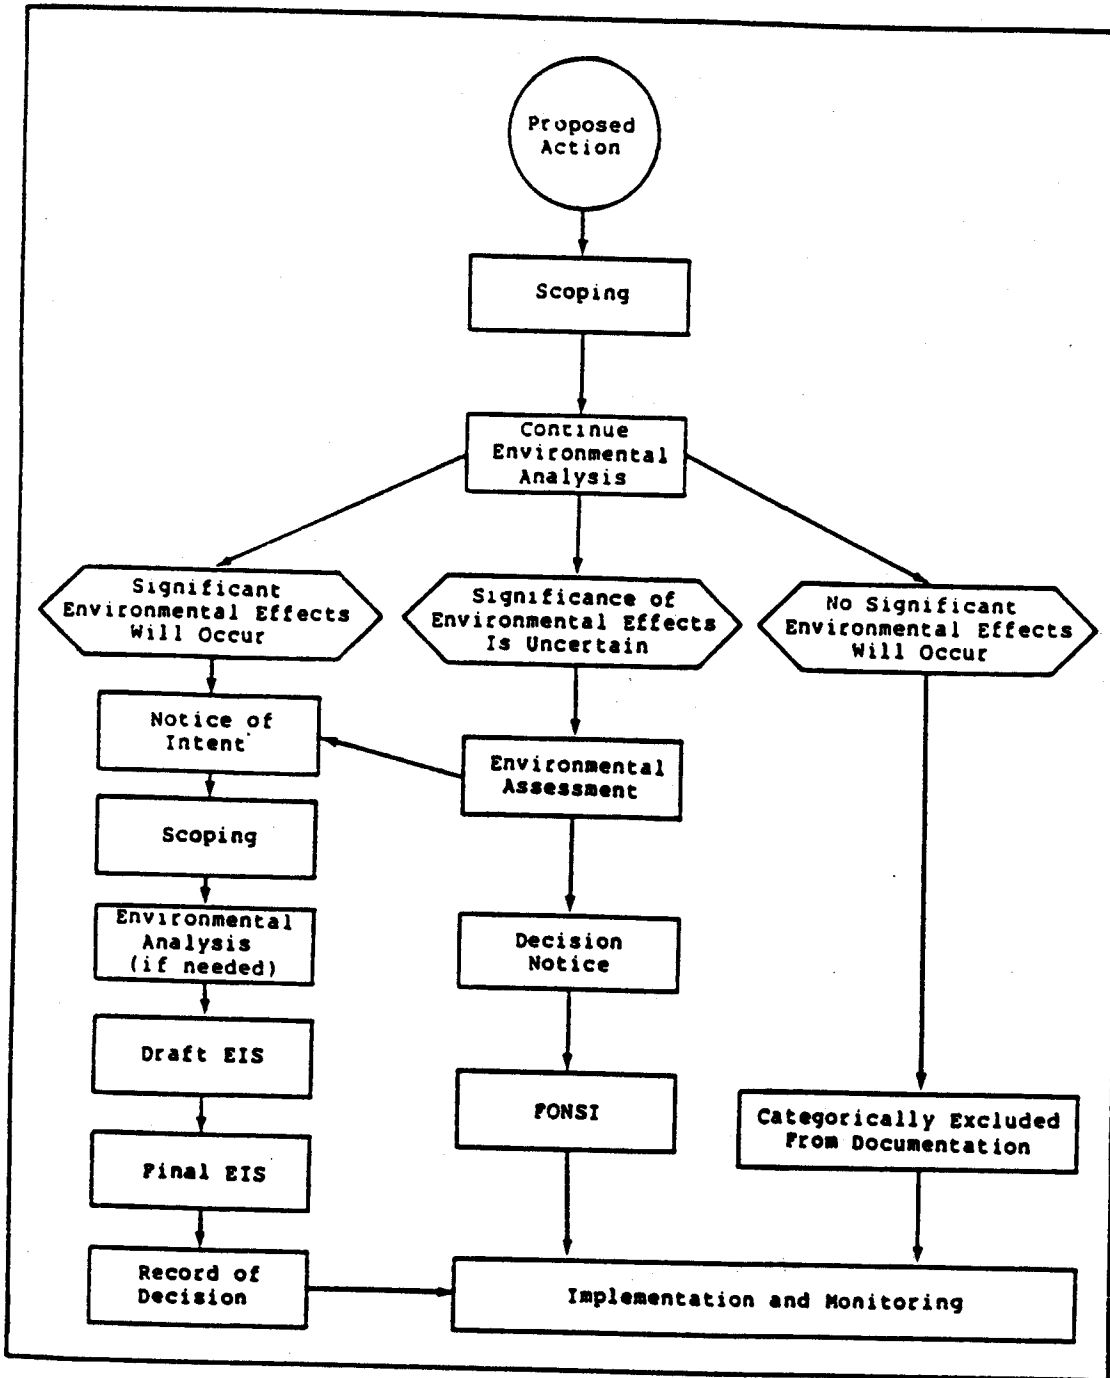 Proposed
Action
Scoping
Continue
Environmental
Analysis
Significant
Environmental Effects
Will Occur
Significance of
Environmental Effects
Is Uncertain
No Significant
Environmental Effects
Will Occur
Notice of
Intent
Environmental
Assessment
Scoping
Environmental
Analysis
(if needed)
Decision
Notice
Draft EIS
FONSI
Categorically Excluded
From Documentation
Final EIS
Record of
Decision
Implementation and Monitoring